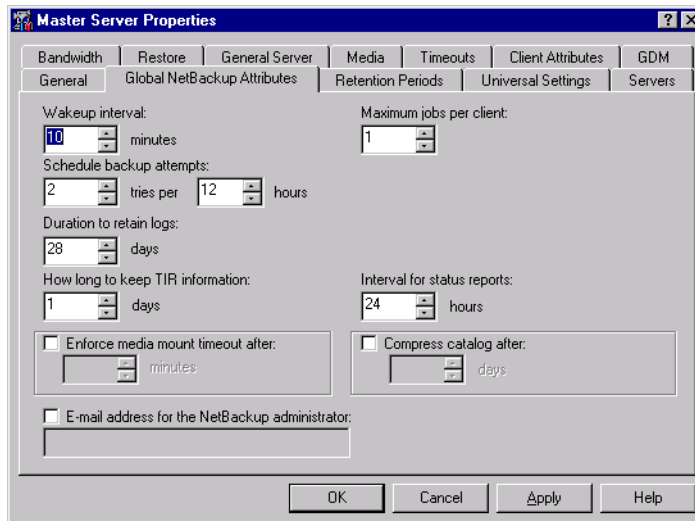 Master Server Properties
Bandwidth Restore General Server Media Timeouts Client Attributes GDM
General Global NetBackup Attributes Retention Periods Universal Settings Servers
Wakeup interval: Maximum jobs per client:
10 minutes 1
Schedule backup attempts:
2 tries per 12 hours
Duration to retain logs:
28 days
How long to keep TIR information: Interval for status reports:
1 days 24 hours
Enforce media mount timeout after: Compress catalog after:
minutes days
E-mail address for the NetBackup administrator:
OK Cancel Apply Help